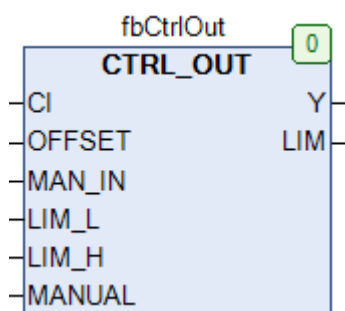 fbCtrlOut
0
CTRL_OUT
CI Y
OFFSET LIM
MAN_IN
LIM_L
LIM_H
MANUAL